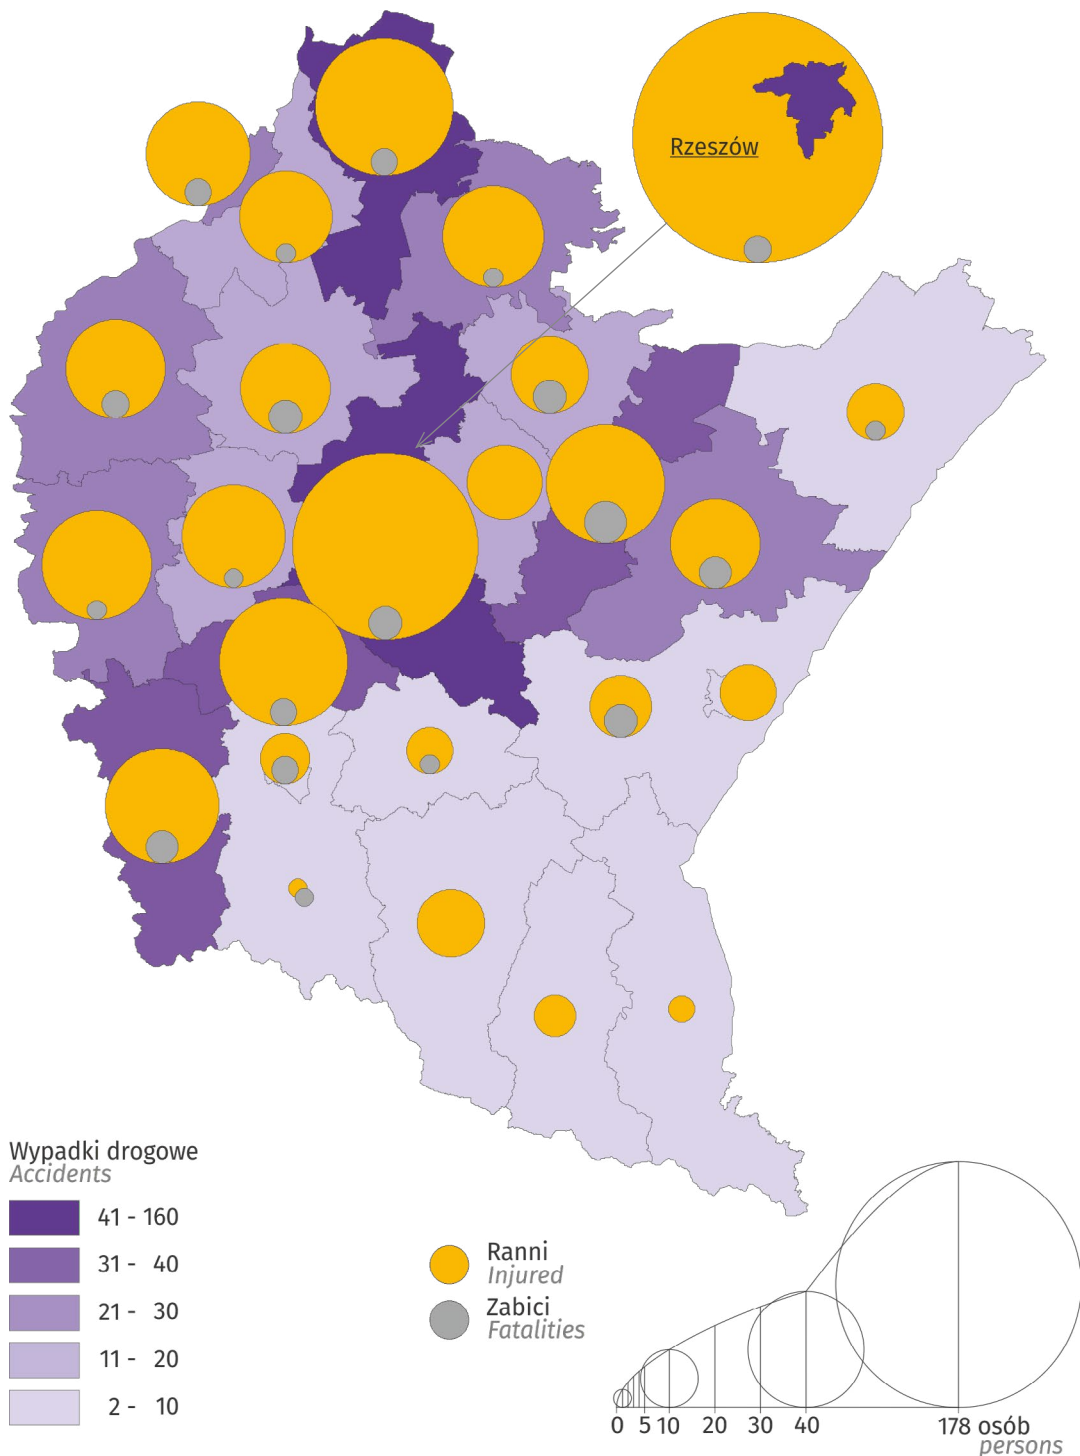 Rzeszów
Wypadki drogowe
Accidents
41 - 160
31 - 40
21 - 30
11 - 20
2 - 10
Ranni
Injured
Zabici
Fatalities
0 5 10 20 30 40 178 osób
persons